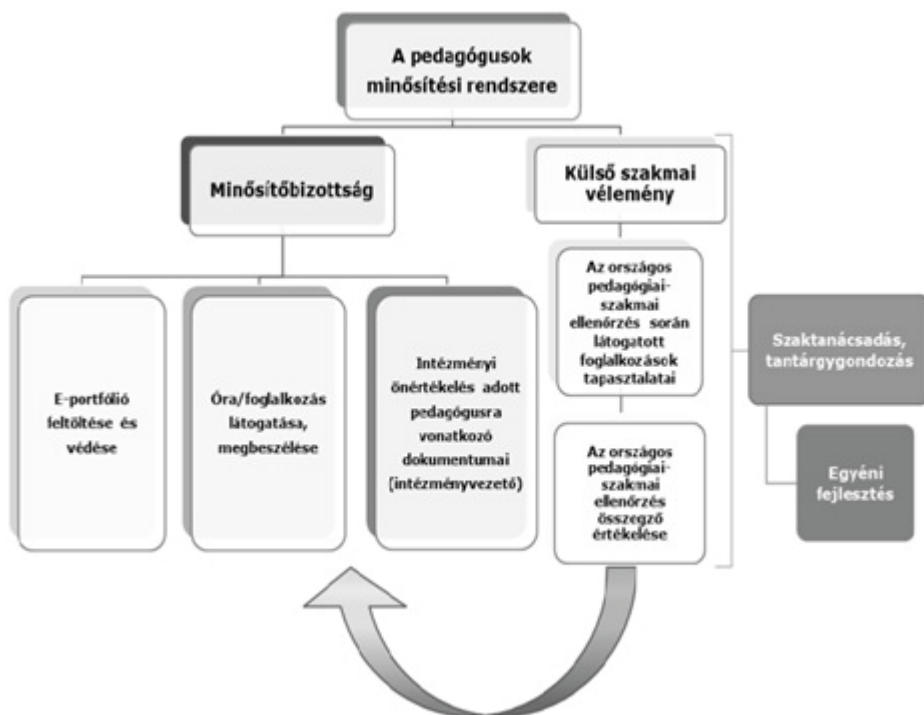 A pedagógusok
minősítési rendszere
Minősítőbizottság
Külső szakmai
vélemény
E-portfólió
feltöltése és
védése
Óra/foglalkozás
látogatása,
megbeszélése
Intézményi
önértékelés adott
pedagógusra
vonatkozó
dokumentumai
(intézményvezető)
Az országos
pedagógiai-
szakmai
ellenőrzés során
látogatott
foglalkozások
tapasztalatai
Az országos
pedagógiai-
szakmai
ellenőrzés
összegző
értékelése
Szaktanácsadás,
tantárgygondozás
Egyéni
fejlesztés